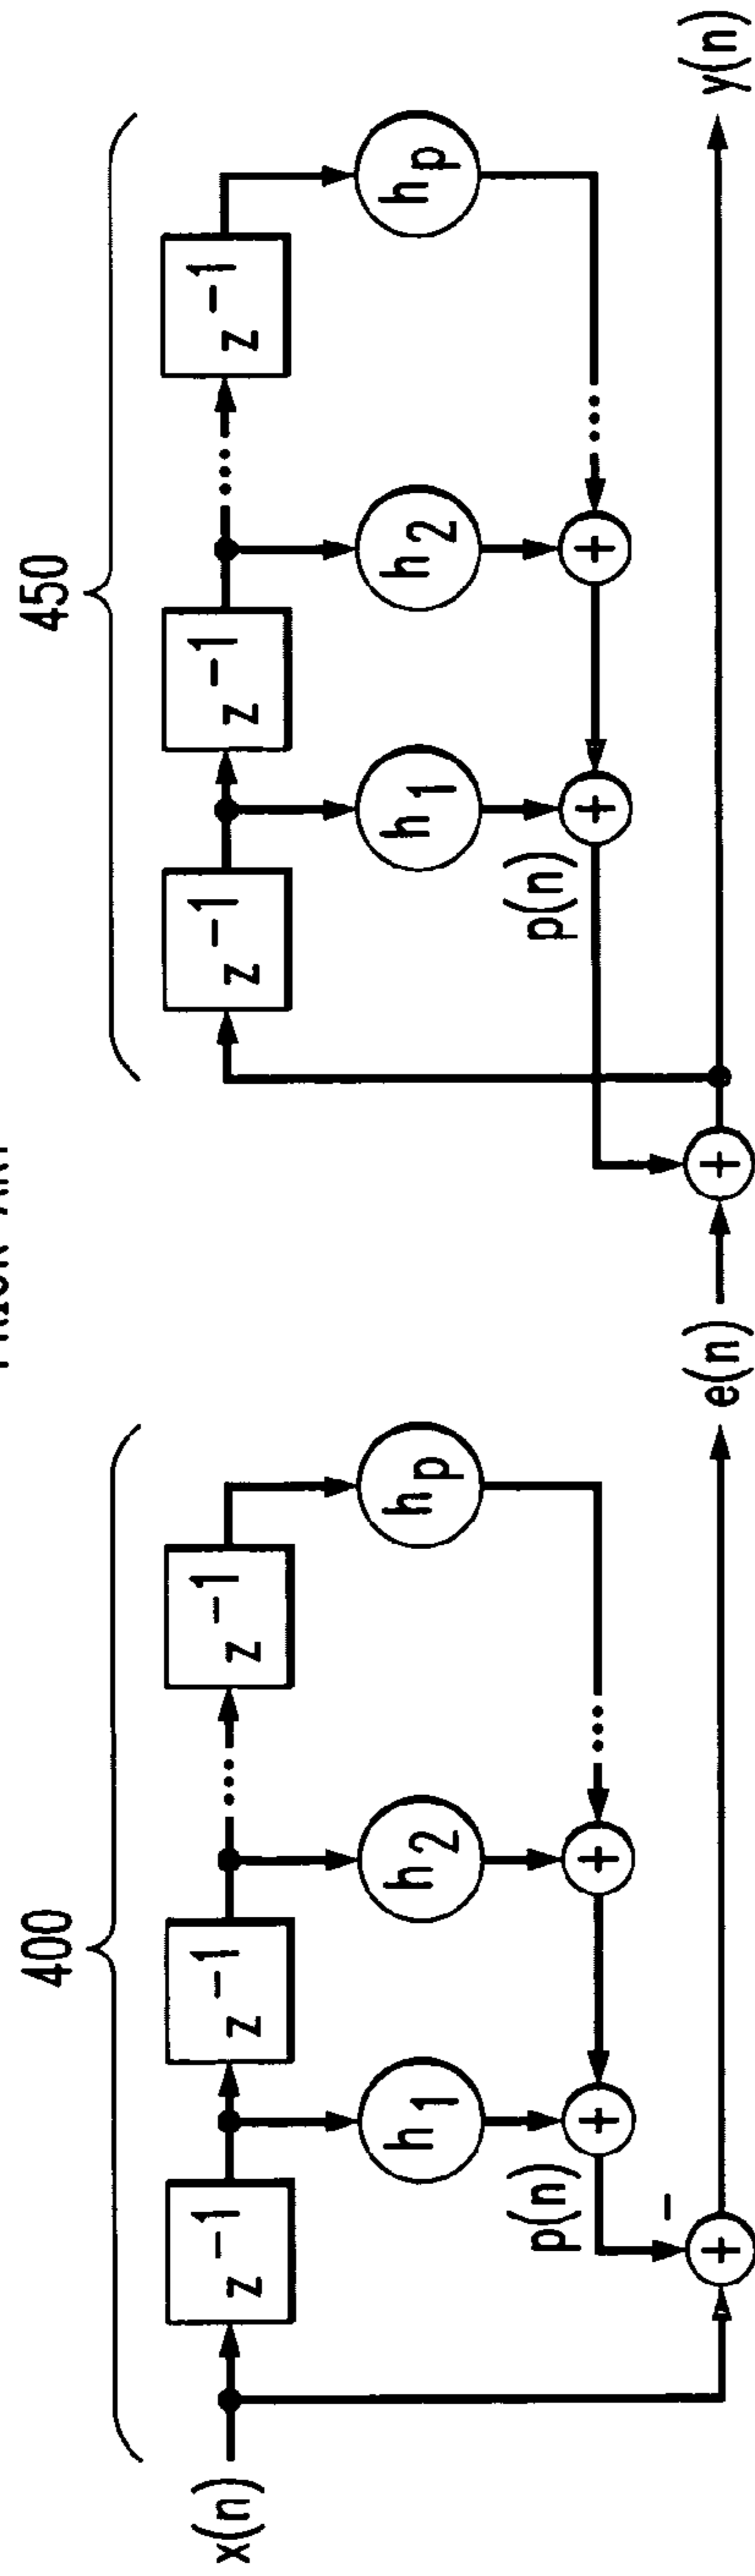 PRIOR ART
400
450
x(n)
z⁻¹
z⁻¹
z⁻¹
h₁
h₂
hₚ
p(n)
+
+
-
+
e(n)
z⁻¹
z⁻¹
z⁻¹
h₁
h₂
hₚ
p(n)
+
+
+
y(n)